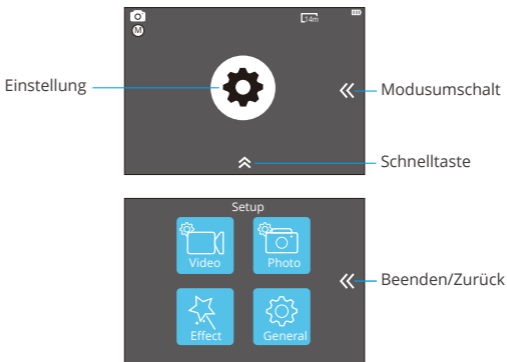 M
14m
Einstellung
Modusumschalt
Schnelltaste
Setup
Video
Photo
Beenden/Zurück
Effect
General